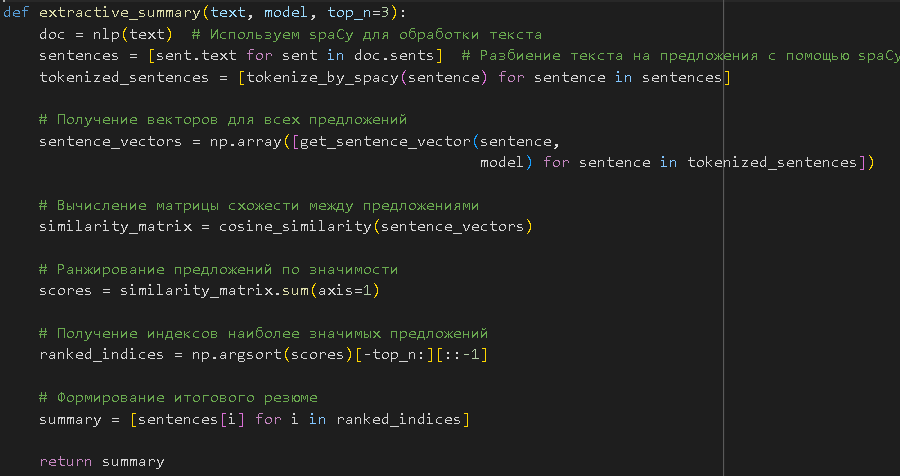 def extractive_summary(text, model, top_n=3):
    doc = nlp(text)  # Используем spaCy для обработки текста
    sentences = [sent.text for sent in doc.sents]  # Разбиение текста на предложения с помощью spaCy
    tokenized_sentences = [tokenize_by_spacy(sentence) for sentence in sentences]
    # Получение векторов для всех предложений
    sentence_vectors = np.array([get_sentence_vector(sentence,
                                                     model) for sentence in tokenized_sentences])
    # Вычисление матрицы схожести между предложениями
    similarity_matrix = cosine_similarity(sentence_vectors)
    # Ранжирование предложений по значимости
    scores = similarity_matrix.sum(axis=1)
    # Получение индексов наиболее значимых предложений
    ranked_indices = np.argsort(scores)[-top_n:][::-1]
    # Формирование итогового резюме
    summary = [sentences[i] for i in ranked_indices]
    return summary